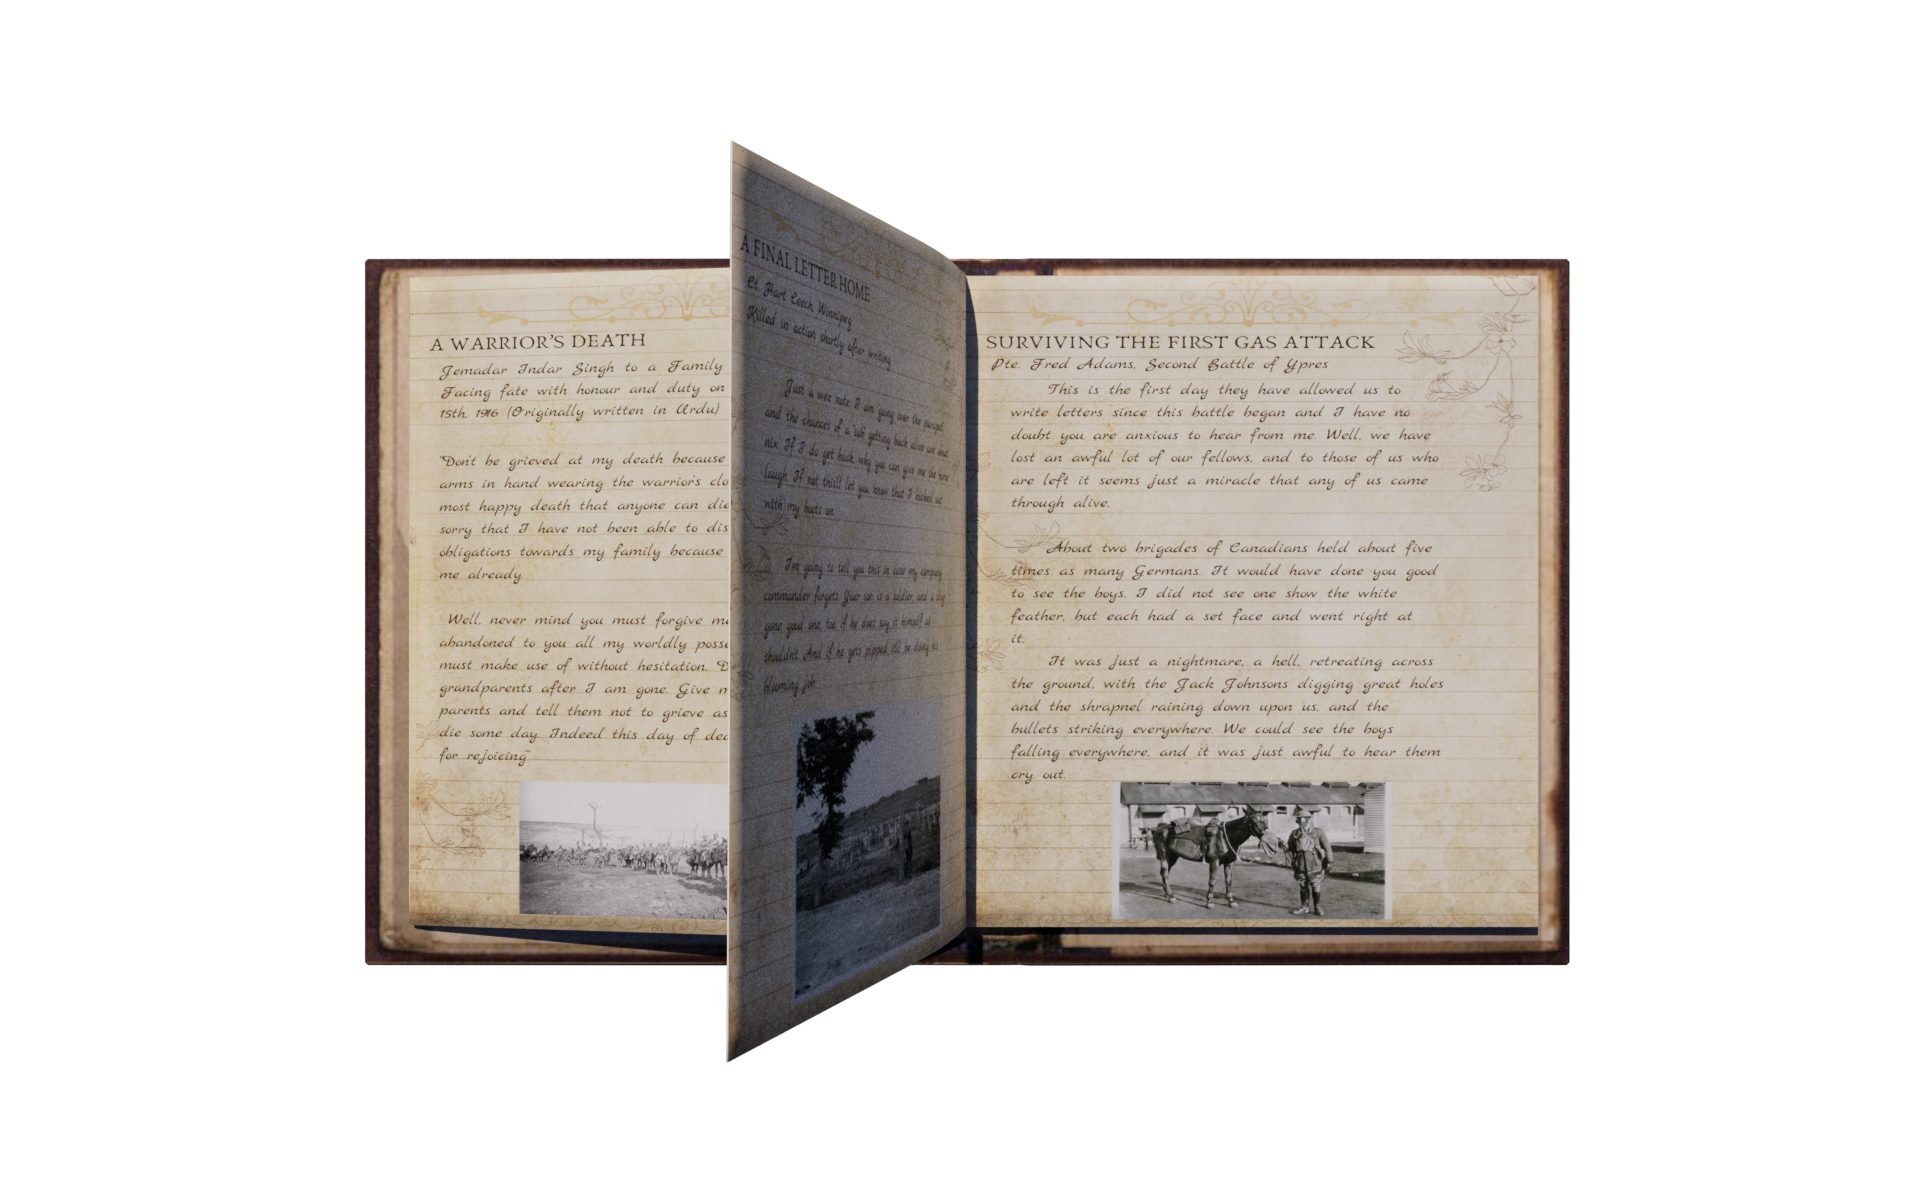 A WARRIOR'S DEATH
Jemadar Indar Singh to a Family
Facing fate with honour and duty on
15th, 1916 (Originally written in Urdu)
"Don't be grieved at my death because
arms in hand wearing the warrior's clo
most happy death that anyone can die
sorry that I have not been able to dis
obligations towards my family because
me already.
Well, never mind you must forgive me
abandoned to you all my worldly posse
must make use of without hesitation. D
grandparents after I am gone. Give m
parents and tell them not to grieve as
die some day. Indeed this day of dea
for rejoicing"
A FINAL LETTER HOME
Lt. Hart Leech, Winnipeg
Killed in action shortly after writing
Just a wee note. I am going over the parapet,
and the chances of a 'sub' getting back alive are about
nix. If I do get back, why you can give me the horse
laugh. If not this'll let you know that I kicked out
with my boots on.
I'm going to tell you this in case my company
commander forgets. Your son is a soldier, and a dog
gone good one, too, if he does say it himself as
shouldn't. And if he gets pipped it'll be doing his
blooming job.
SURVIVING THE FIRST GAS ATTACK
Pte. Fred Adams, Second Battle of Ypres
This is the first day they have allowed us to
write letters since this battle began and I have no
doubt you are anxious to hear from me. Well, we have
lost an awful lot of our fellows, and to those of us who
are left it seems just a miracle that any of us came
through alive.
About two brigades of Canadians held about five
times as many Germans. It would have done you good
to see the boys. I did not see one show the white
feather, but each had a set face and went right at
it.
It was just a nightmare, a hell, retreating across
the ground, with the Jack Johnsons digging great holes
and the shrapnel raining down upon us, and the
bullets striking everywhere. We could see the boys
falling everywhere, and it was just awful to hear them
cry out.